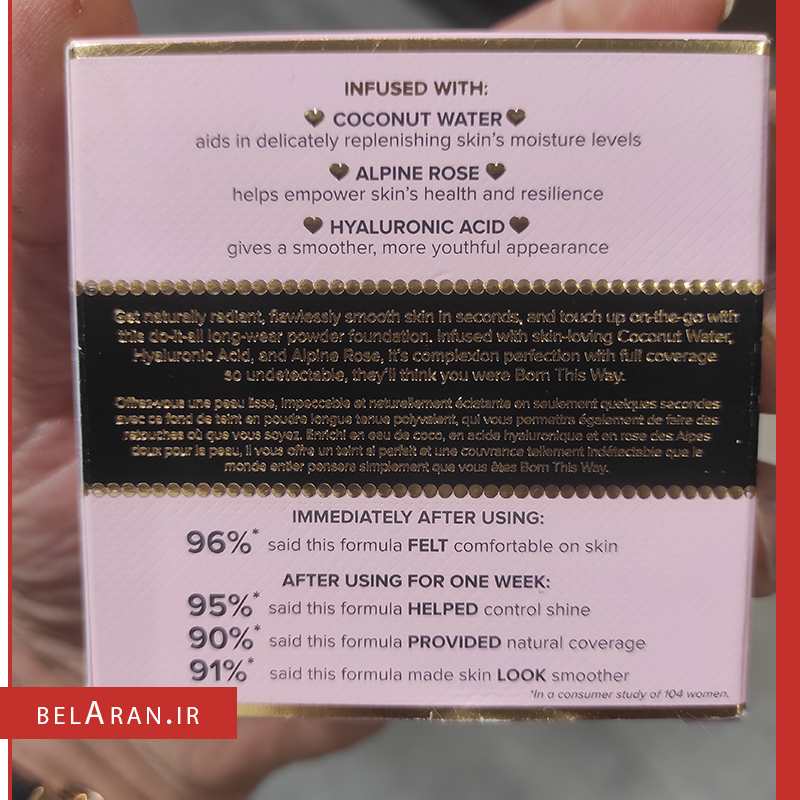 INFUSED WITH:
COCONUT WATER
aids in delicately replenishing skin's moisture levels
ALPINE ROSE
helps empower skin's health and resilience
HYALURONIC ACID
gives a smoother, more youthful appearance
Get naturally radiant, flawlessly smooth skin in seconds, and touch up on-the-go with
this do-it-all long-wear powder foundation. Infused with skin-loving Coconut Water,
Hyaluronic Acid, and Alpine Rose, it's complexion perfection with full coverage
so undetectable, they'll think you were Born This Way.
Offrez-vous une peau lisse, impeccable et naturellement éclatante en seulement quelques secondes
avec ce fond de teint en poudre longue tenue polyvalent, qui vous permettra également de faire des
retouches où que vous soyez. Enrichi en eau de coco, en acide hyaluronique et en rose des Alpes
doux pour la peau, il vous offre un teint si parfait et une couvrance tellement indétectable que le
monde entier pensera simplement que vous êtes Born This Way.
IMMEDIATELY AFTER USING:
96%* said this formula FELT comfortable on skin
AFTER USING FOR ONE WEEK:
95%* said this formula HELPED control shine
90%* said this formula PROVIDED natural coverage
91%* said this formula made skin LOOK smoother
*In a consumer study of 104 women.
BELARAN.IR